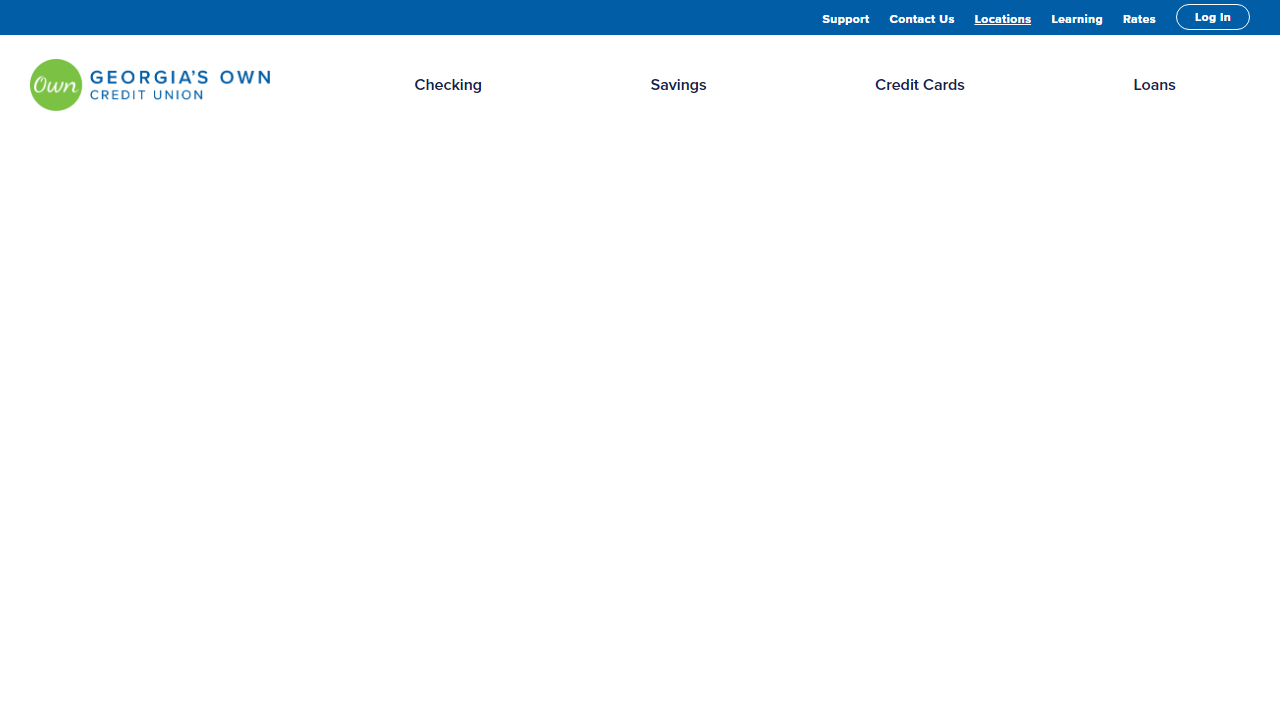 Support Contact Us Locations Learning Rates Log In
Own GEORGIA'S OWN
CREDIT UNION
Checking Savings Credit Cards Loans